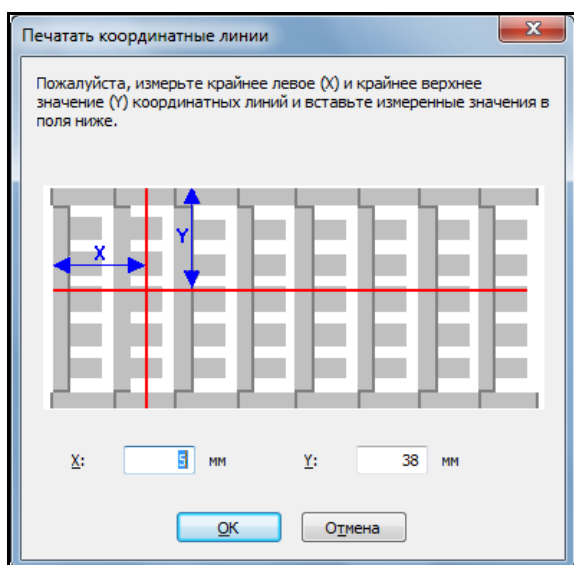 Печатать координатные линии
Пожалуйста, измерьте крайнее левое (X) и крайнее верхнее
значение (Y) координатных линий и вставьте измеренные значения в
поля ниже.
Y
X
X: 5 мм Y: 38 мм
OK Отмена